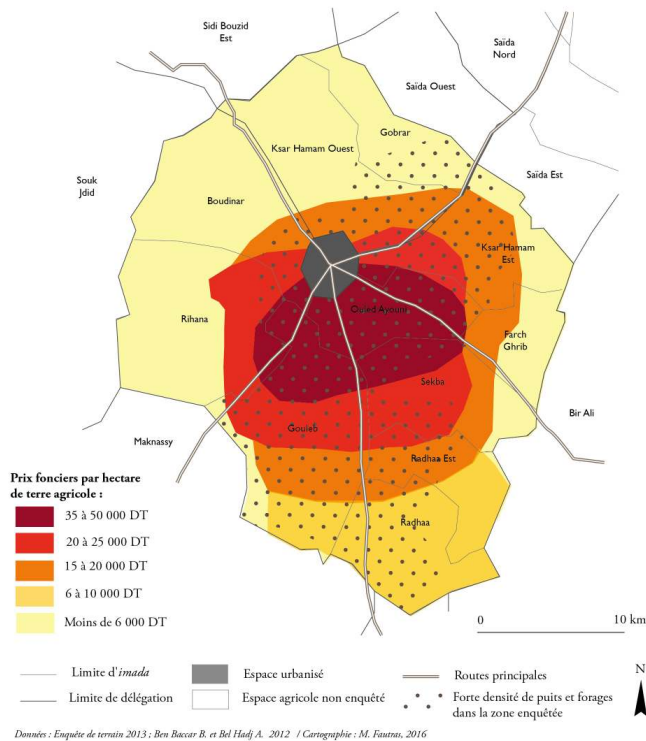 Sidi Bouzid
Est
Saïda
Nord
Saïda Ouest
Gobrar
Ksar Hamam Ouest
Souk
Jdid
Saïda Est
Boudinar
Ksar Hamam
Est
Ouled Ayouni
Rihana
Farch
Ghrib
Sekba
Bir Ali
Gouleb
Maknassy
Radhaa Est
Radhaa
Prix fonciers par hectare
de terre agricole :
35 à 50 000 DT
20 à 25 000 DT
15 à 20 000 DT
6 à 10 000 DT
Moins de 6 000 DT
0 10 km
Limite d'imada
Espace urbanisé
Routes principales
N
Limite de délégation
Espace agricole non enquêté
Forte densité de puits et forages
dans la zone enquêtée
Données : Enquête de terrain 2013 ; Ben Baccar B. et Bel Hadj A. 2012 / Cartographie : M. Fautras, 2016